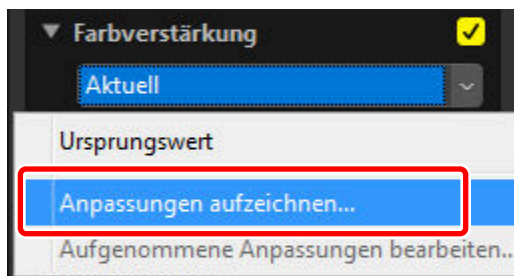 Farbverstärkung
Aktuell
Ursprungswert
Anpassungen aufzeichnen...
Aufgenommene Anpassungen bearbeiten..